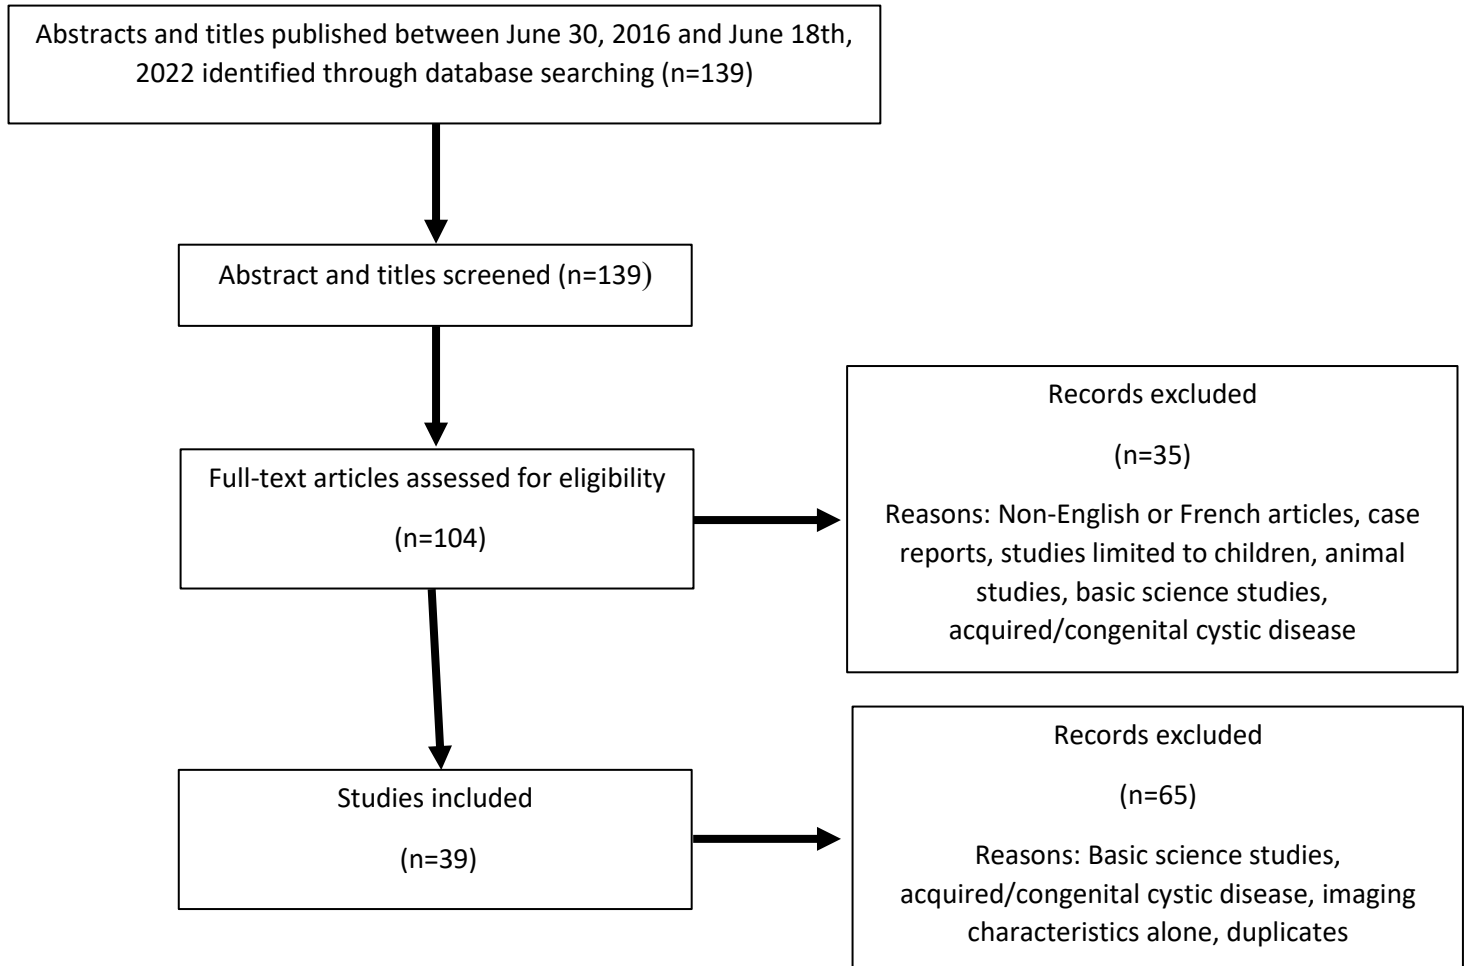 Abstracts and titles published between June 30, 2016 and June 18th,
2022 identified through database searching (n=139)
Abstract and titles screened (n=139)
Full-text articles assessed for eligibility
(n=104)
Records excluded
(n=35)
Reasons: Non-English or French articles, case
reports, studies limited to children, animal
studies, basic science studies,
acquired/congenital cystic disease
Studies included
(n=39)
Records excluded
(n=65)
Reasons: Basic science studies,
acquired/congenital cystic disease, imaging
characteristics alone, duplicates